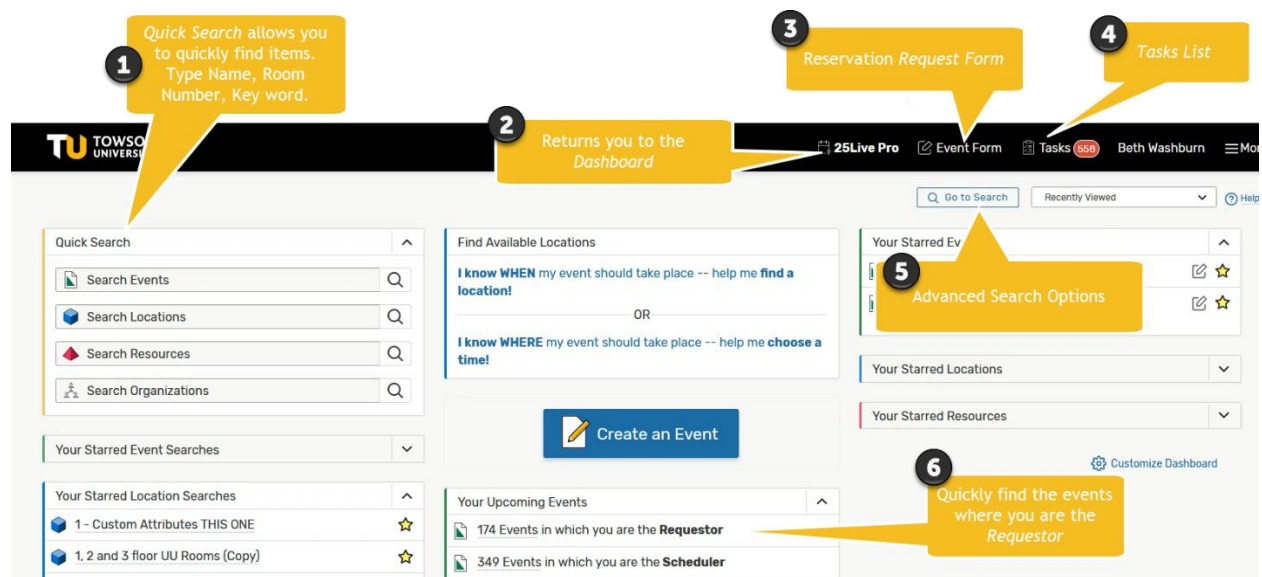 1
Quick Search allows you
to quickly find items.
Type Name, Room
Number, Key word.
2
Returns you to the
Dashboard
3
Reservation Request Form
4
Tasks List
TU
25Live Pro
Event Form
Tasks 558
Beth Washburn
Go to Search
Recently Viewed
Help
Quick Search
Search Events
Search Locations
Search Resources
Search Organizations
Your Starred Event Searches
Your Starred Location Searches
1 - Custom Attributes THIS ONE
1, 2 and 3 floor UU Rooms (Copy)
Find Available Locations
I know WHEN my event should take place -- help me find a
location!
OR
I know WHERE my event should take place -- help me choose a
time!
Create an Event
Your Upcoming Events
174 Events in which you are the Requestor
349 Events in which you are the Scheduler
Your Starred Ev
5
Advanced Search Options
Your Starred Locations
Your Starred Resources
Customize Dashboard
6
Quickly find the events
where you are the
Requestor